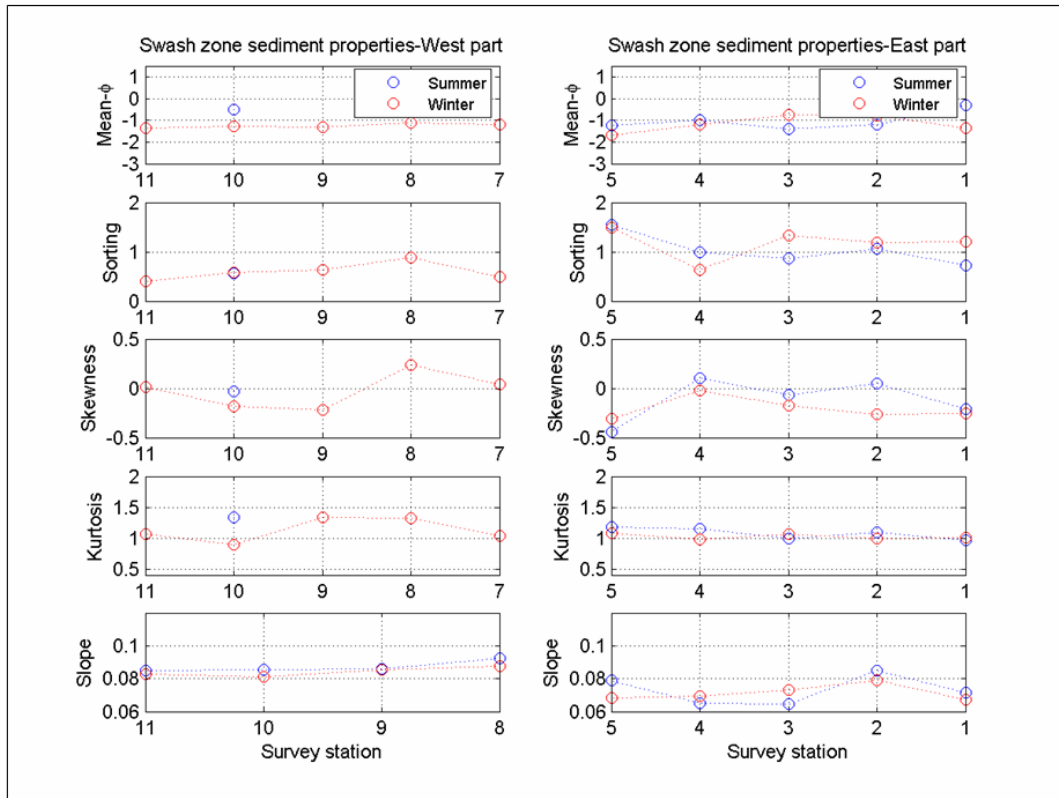 Swash zone sediment properties-West part
Summer
Winter
Mean-φ
1
0
-1
-2
-3
11 10 9 8 7
Sorting
2
1
0
11 10 9 8 7
Skewness
0.5
0
-0.5
11 10 9 8 7
Kurtosis
2
1.5
1
0.5
11 10 9 8 7
Slope
0.1
0.08
0.06
11 10 9 8
Survey station
Swash zone sediment properties-East part
Summer
Winter
Mean-φ
1
0
-1
-2
-3
5 4 3 2 1
Sorting
2
1
0
5 4 3 2 1
Skewness
0.5
0
-0.5
5 4 3 2 1
Kurtosis
2
1.5
1
0.5
5 4 3 2 1
Slope
0.1
0.08
0.06
5 4 3 2 1
Survey station